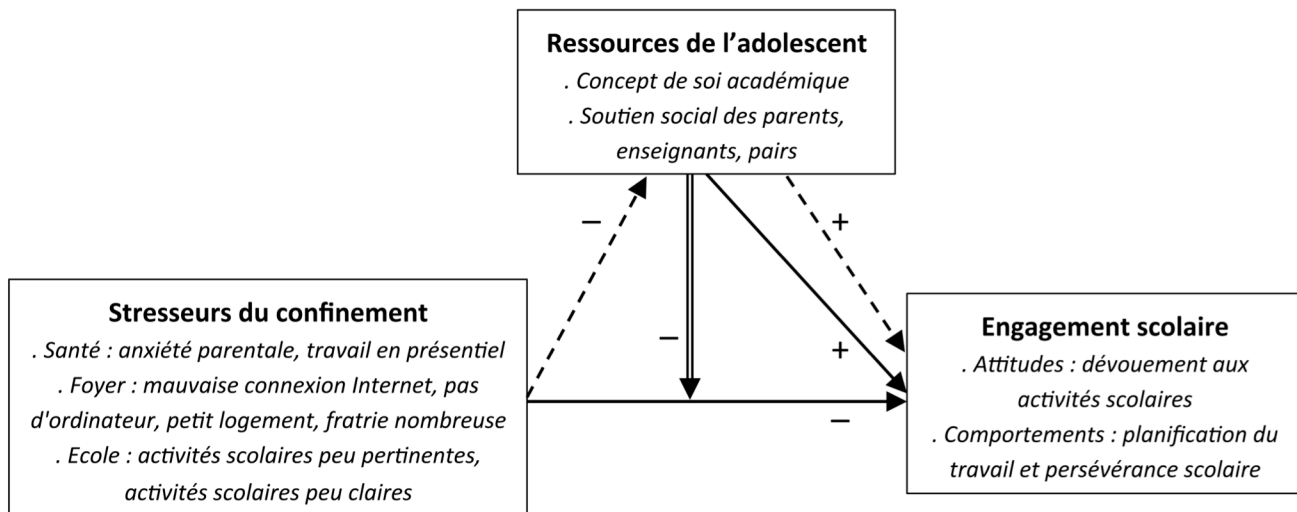 Ressources de l’adolescent
. Concept de soi académique
. Soutien social des parents,
enseignants, pairs
–
+
Stresseurs du confinement
. Santé : anxiété parentale, travail en présentiel
. Foyer : mauvaise connexion Internet, pas
d'ordinateur, petit logement, fratrie nombreuse
. Ecole : activités scolaires peu pertinentes,
activités scolaires peu claires
–
+
–
Engagement scolaire
. Attitudes : dévouement aux
activités scolaires
. Comportements : planification du
travail et persévérance scolaire